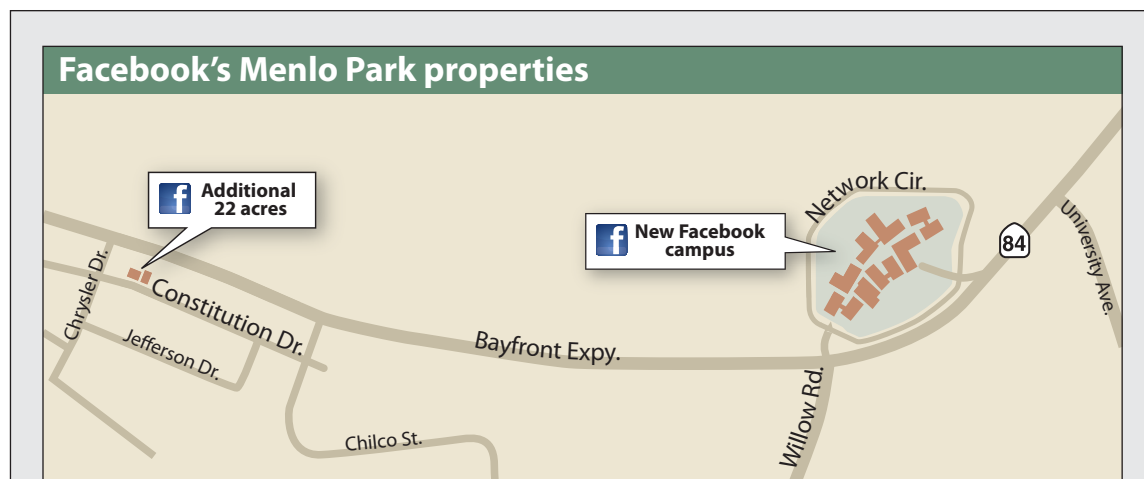 Facebook’s Menlo Park properties
f Additional
22 acres
f New Facebook
campus
Network Cir.
84
University Ave.
Chrysler Dr.
Constitution Dr.
Jefferson Dr.
Bayfront Expy.
Chilco St.
Willow Rd.